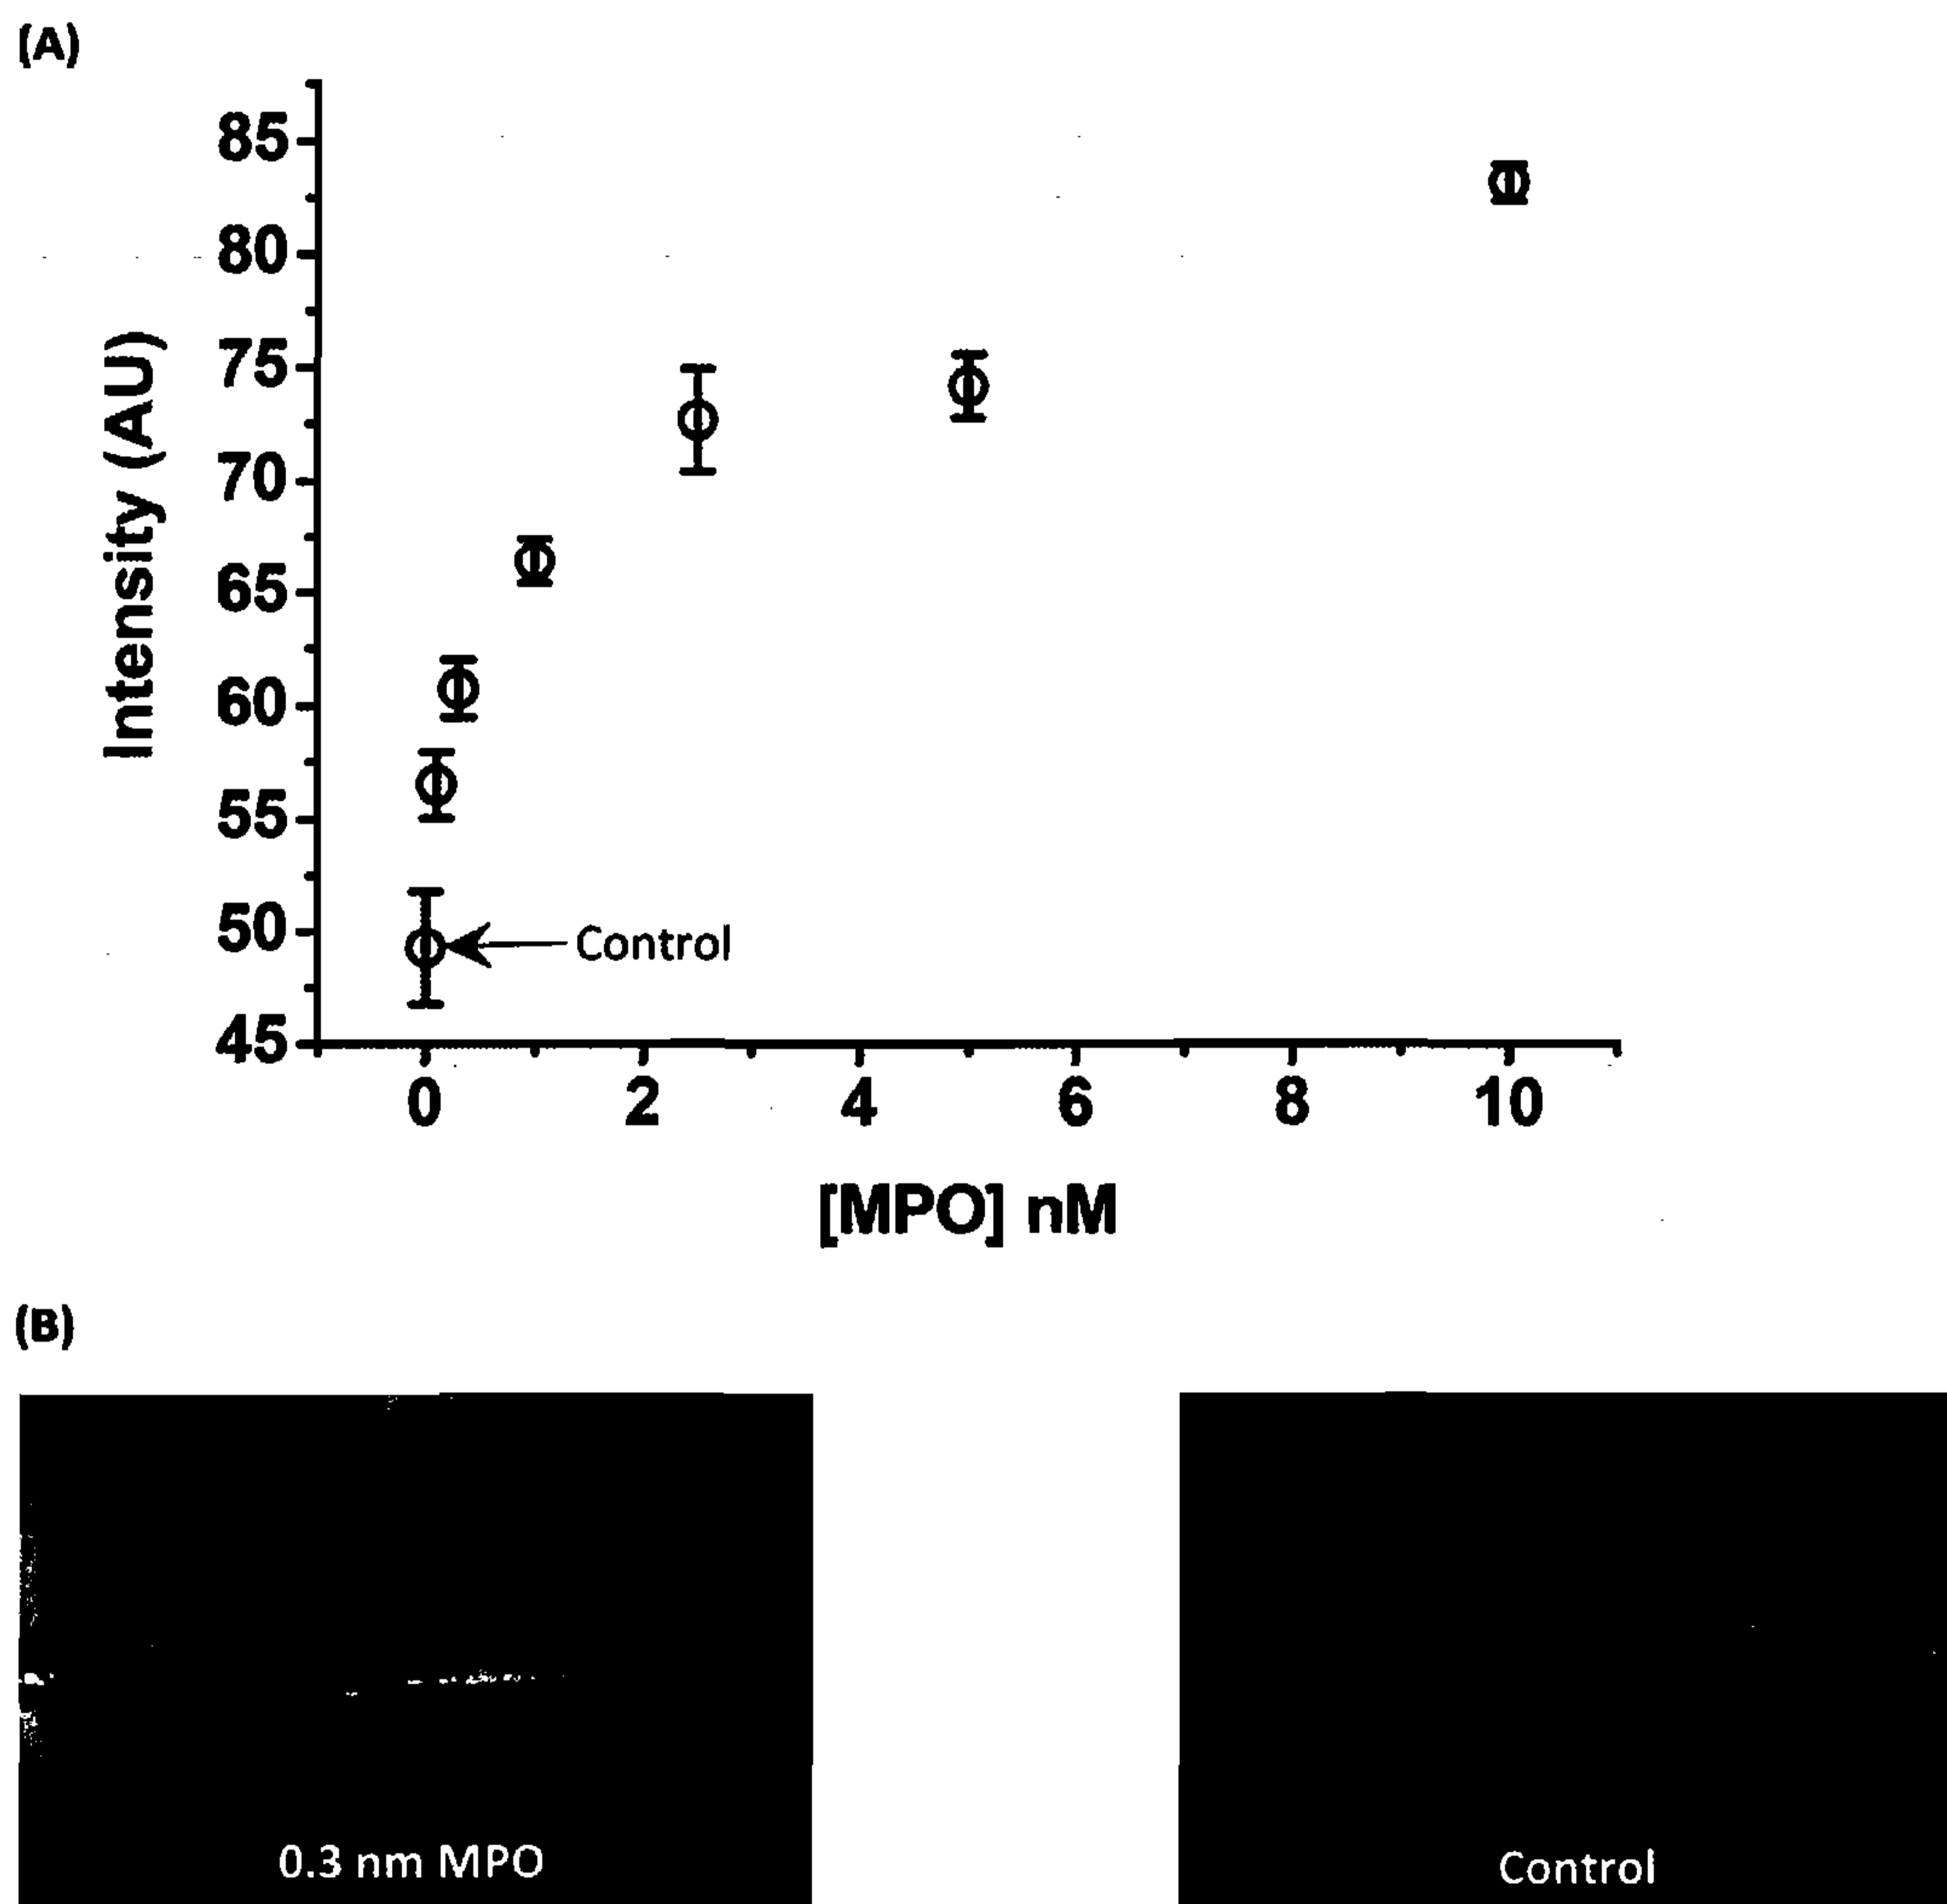 (A)
85
80
75
70
65
60
55
50
45
Intensity (AU)
Control
0 2 4 6 8 10
[MPO] nM
(B)
0.3 nm MPO
Control